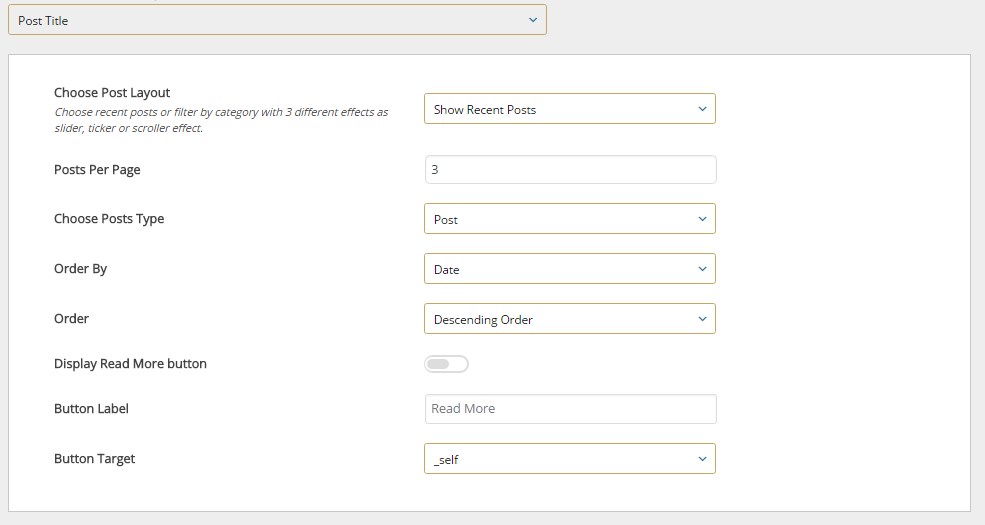 Post Title
Choose Post Layout
Choose recent posts or filter by category with 3 different effects as
slider, ticker or scroller effect.
Show Recent Posts
Posts Per Page
3
Choose Posts Type
Post
Order By
Date
Order
Descending Order
Display Read More button
Button Label
Read More
Button Target
_self